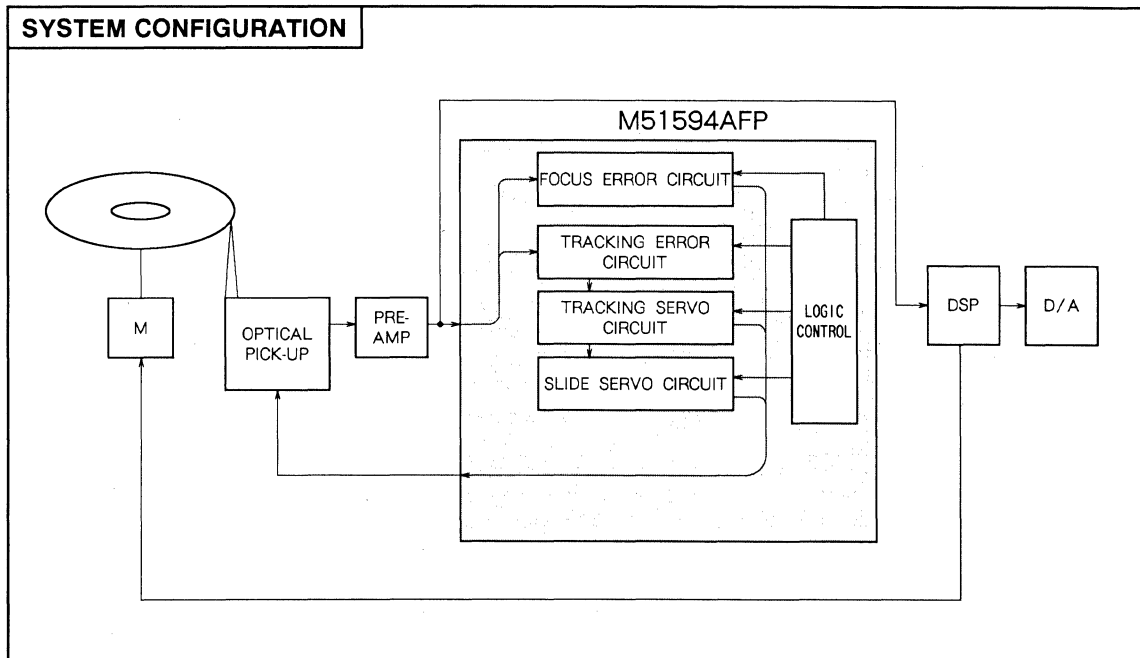 SYSTEM CONFIGURATION
M51594AFP
FOCUS ERROR CIRCUIT
TRACKING ERROR
CIRCUIT
TRACKING SERVO
CIRCUIT
SLIDE SERVO CIRCUIT
LOGIC
CONTROL
M
OPTICAL
PICK-UP
PRE-
AMP
DSP
D/A